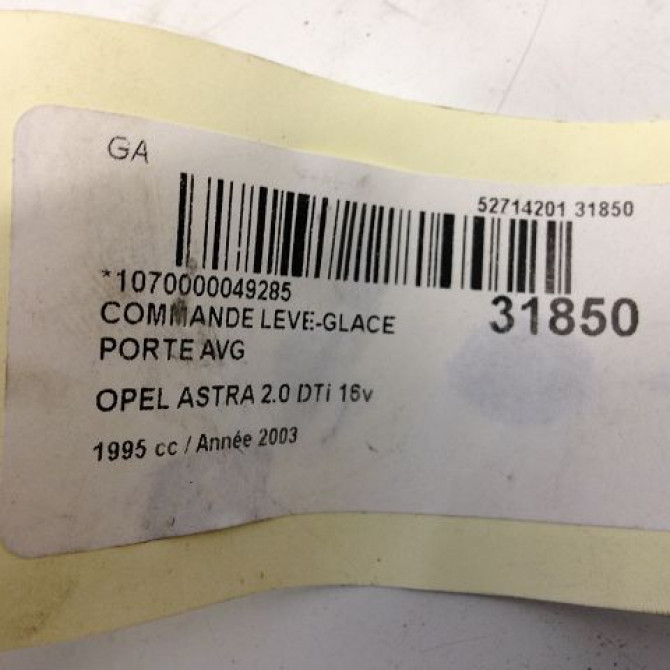 GA
52714201 31850
*1070000049285
31850
COMMANDE LEVE-GLACE
PORTE AVG
OPEL ASTRA 2.0 DTi 16v
1995 cc / Année 2003